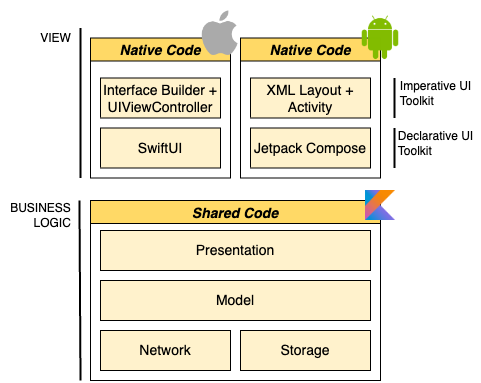 VIEW
Native Code
Native Code
Interface Builder +
UIViewController
XML Layout +
Activity
Imperative UI
Toolkit
SwiftUI
Jetpack Compose
Declarative UI
Toolkit
BUSINESS
LOGIC
Shared Code
Presentation
Model
Network
Storage